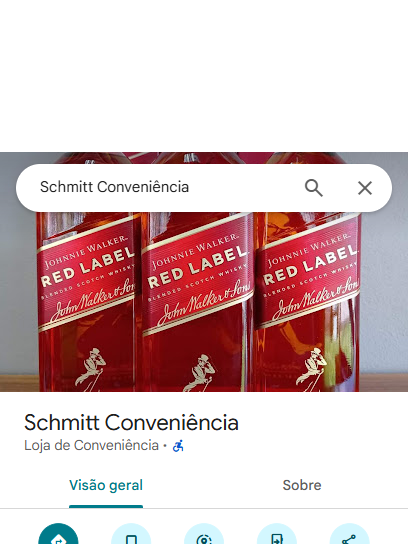 Schmitt Conveniência
JOHNNIE WALKER.
RED LABEL
BLENDED SCOTCH WHISKY
John Walker & Sons
JOHNNIE WALKER.
RED LABEL.
BLENDED SCOTCH WHISKY
John Walker & Sons
JOHNNIE WALKER.
RED LABEL.
BLENDED SCOTCH WHISKY
John Walker & Sons
Schmitt Conveniência
Loja de Conveniência ·
Visão geral
Sobre